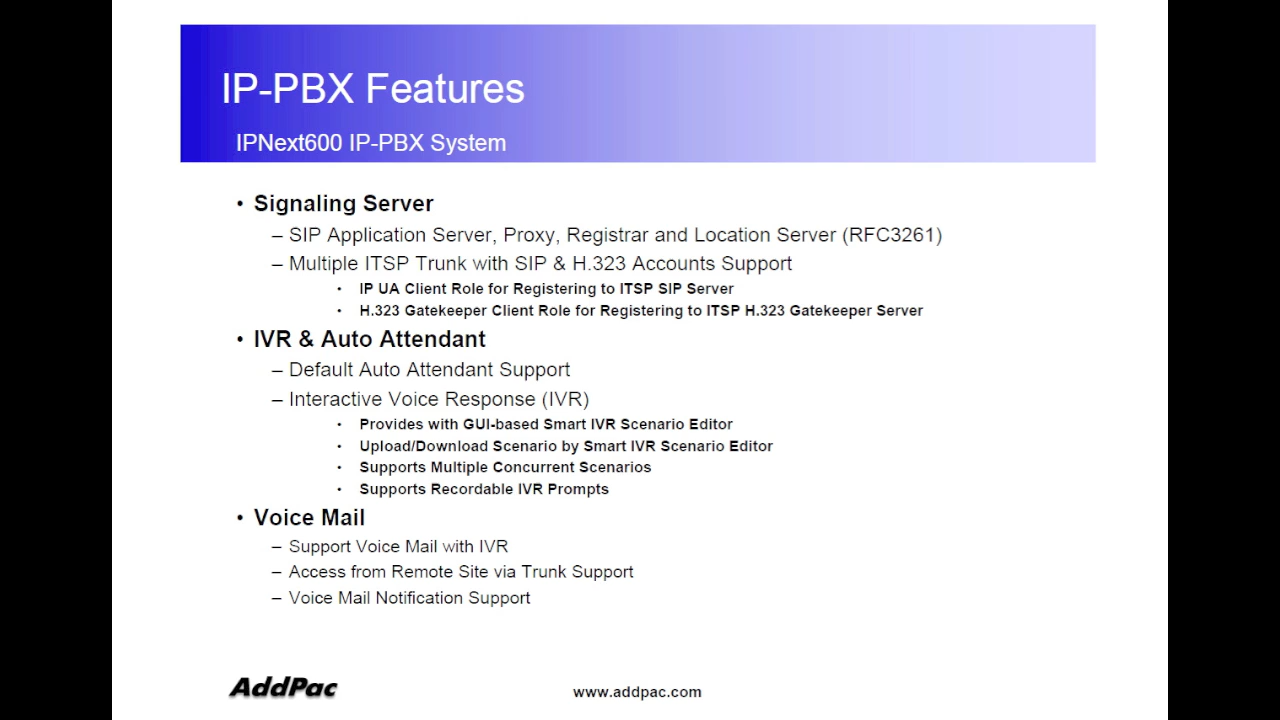 IP-PBX Features
IPNext600 IP-PBX System
• Signaling Server
– SIP Application Server, Proxy, Registrar and Location Server (RFC3261)
– Multiple ITSP Trunk with SIP & H.323 Accounts Support
• IP UA Client Role for Registering to ITSP SIP Server
• H.323 Gatekeeper Client Role for Registering to ITSP H.323 Gatekeeper Server
• IVR & Auto Attendant
– Default Auto Attendant Support
– Interactive Voice Response (IVR)
• Provides with GUI-based Smart IVR Scenario Editor
• Upload/Download Scenario by Smart IVR Scenario Editor
• Supports Multiple Concurrent Scenarios
• Supports Recordable IVR Prompts
• Voice Mail
– Support Voice Mail with IVR
– Access from Remote Site via Trunk Support
– Voice Mail Notification Support
AddPac
www.addpac.com